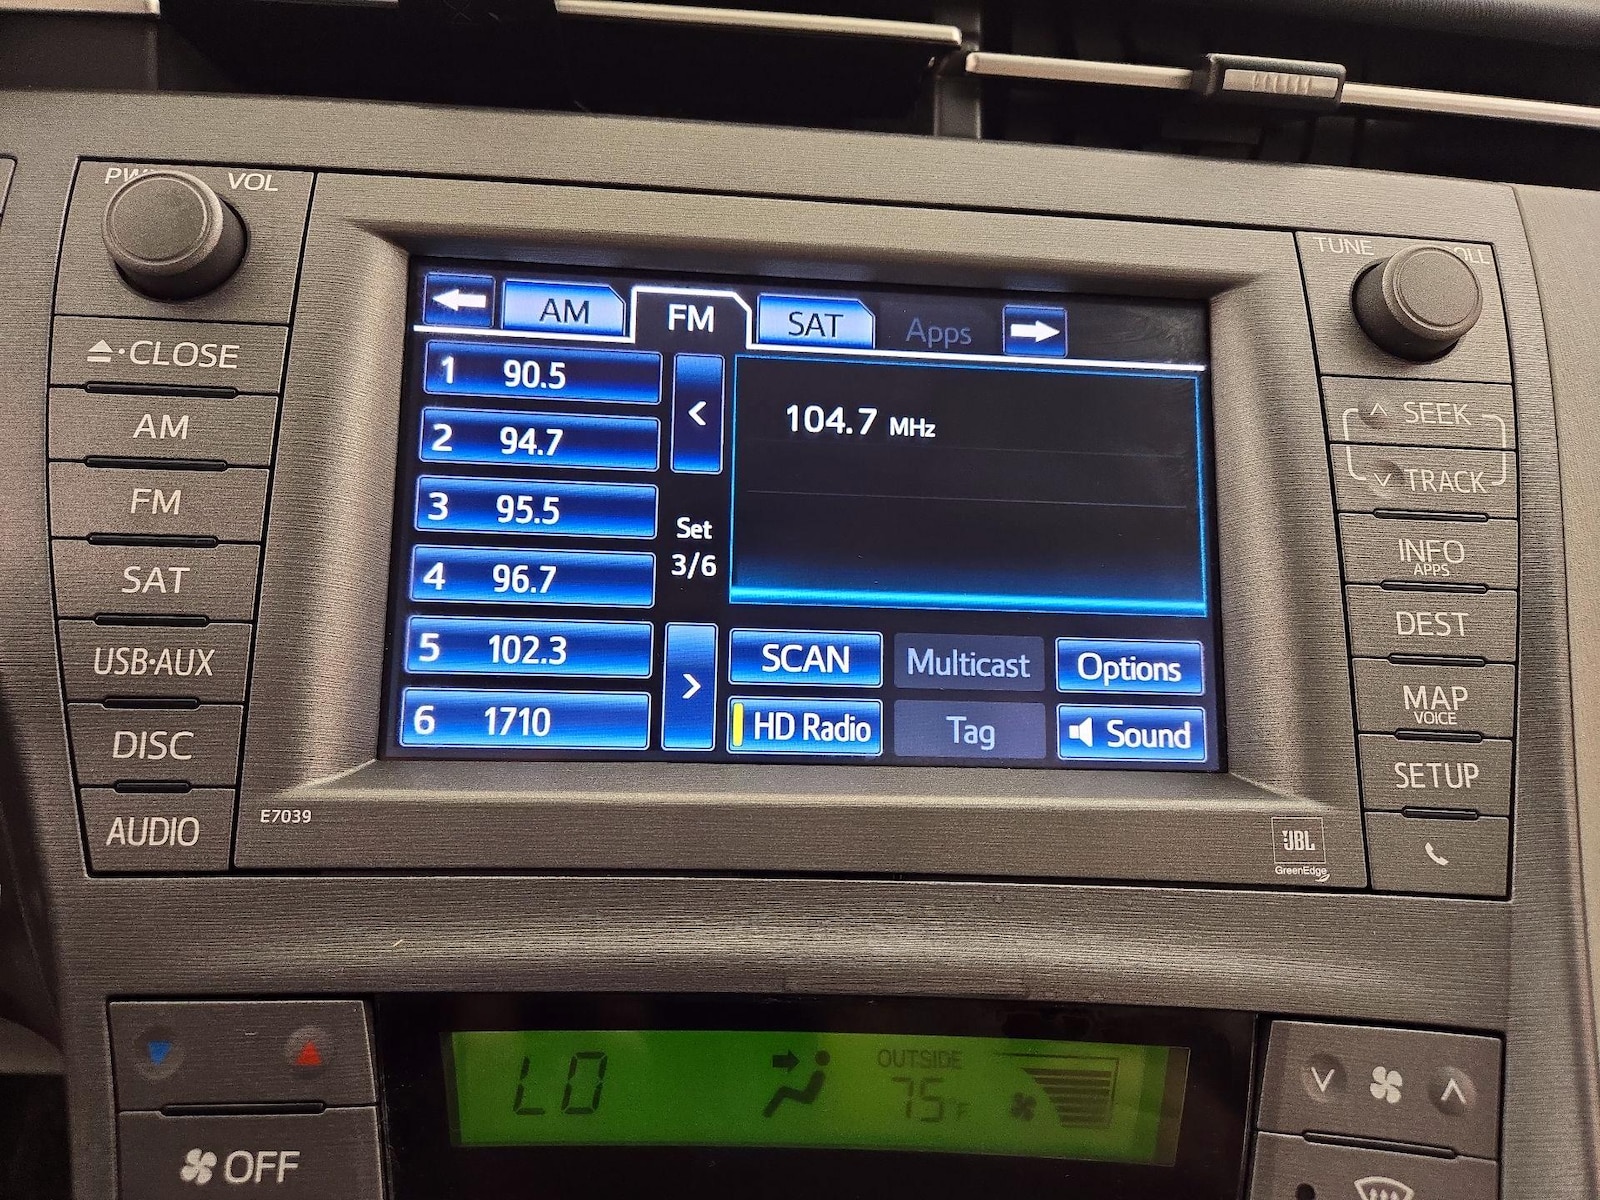 VOL
TUNE
AM
FM
SAT
Apps
CLOSE
1 90.5
<
104.7 MHz
AM
2 94.7
SEEK
FM
3 95.5
Set
TRACK
SAT
4 96.7
3/6
INFO
APPS
USB·AUX
5 102.3
SCAN
Multicast
Options
DEST
DISC
6 1710
>
HD Radio
Tag
Sound
MAP
VOICE
SETUP
AUDIO
E7039
JBL
GreenEdge
LO
OUTSIDE
75°F
OFF